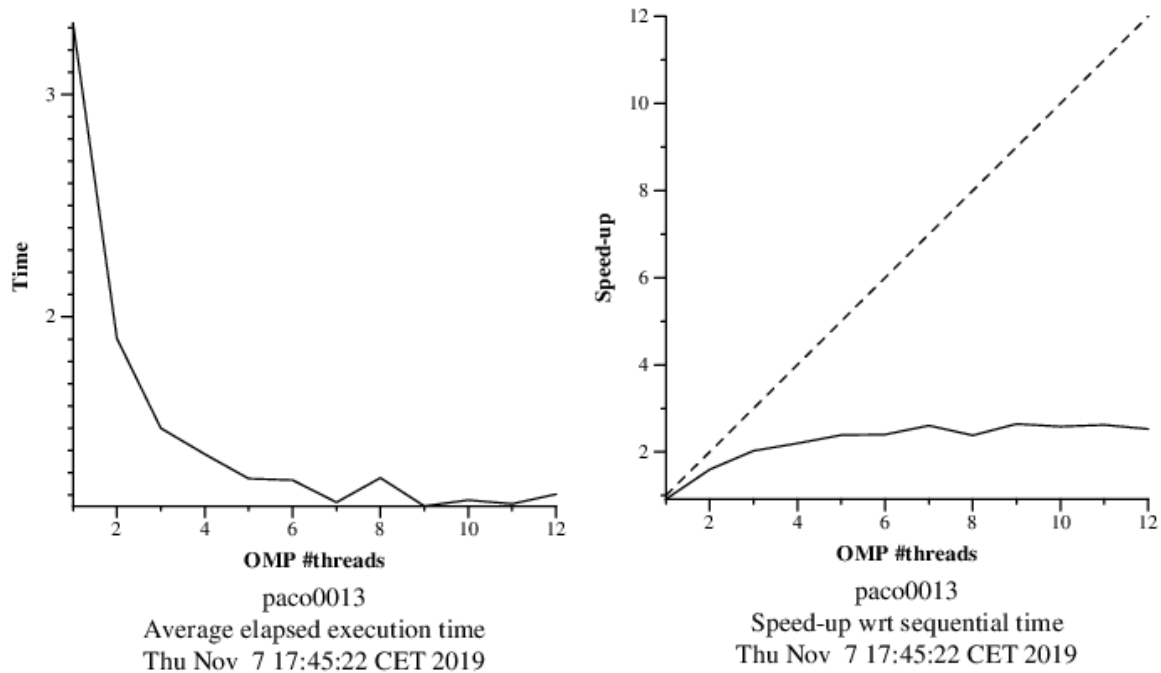 3
2
Time
2
4
6
8
10
12
OMP #threads
paco0013
Average elapsed execution time
Thu Nov  7 17:45:22 CET 2019
12
10
8
6
4
2
Speed-up
2
4
6
8
10
12
OMP #threads
paco0013
Speed-up wrt sequential time
Thu Nov  7 17:45:22 CET 2019